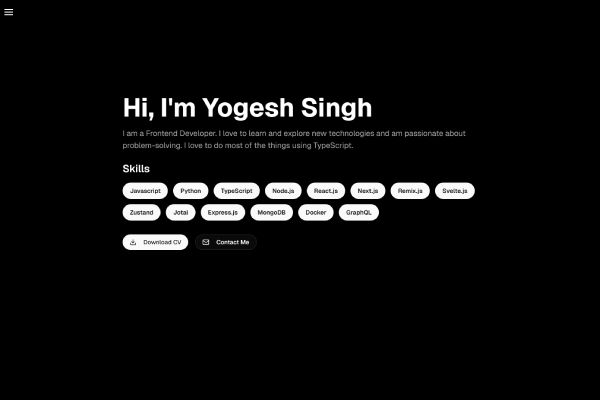 Hi, I'm Yogesh Singh
I am a Frontend Developer. I love to learn and explore new technologies and am passionate about
problem-solving. I love to do most of the things using TypeScript.
Skills
Javascript Python TypeScript Node.js React.js Next.js Remix.js Svelte.js
Zustand Jotai Express.js MongoDB Docker GraphQL
Download CV Contact Me